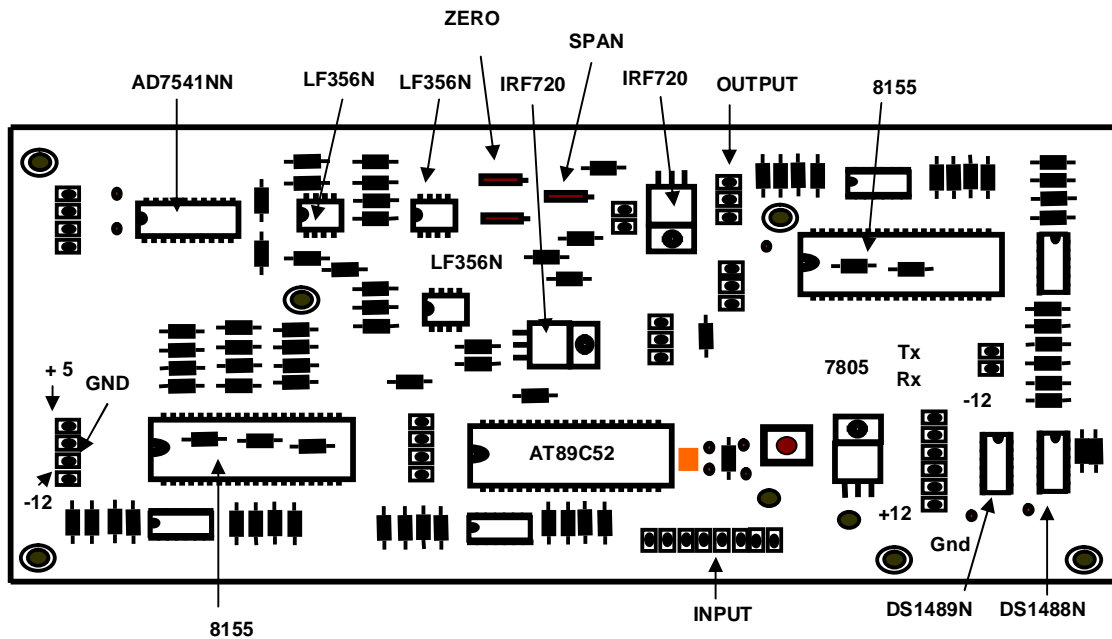 ZERO
SPAN
AD7541NN
LF356N
LF356N
IRF720
IRF720
OUTPUT
8155
LF356N
7805
Tx
Rx
+ 5
GND
-12
AT89C52
-12
+12
Gnd
INPUT
DS1489N
DS1488N
8155